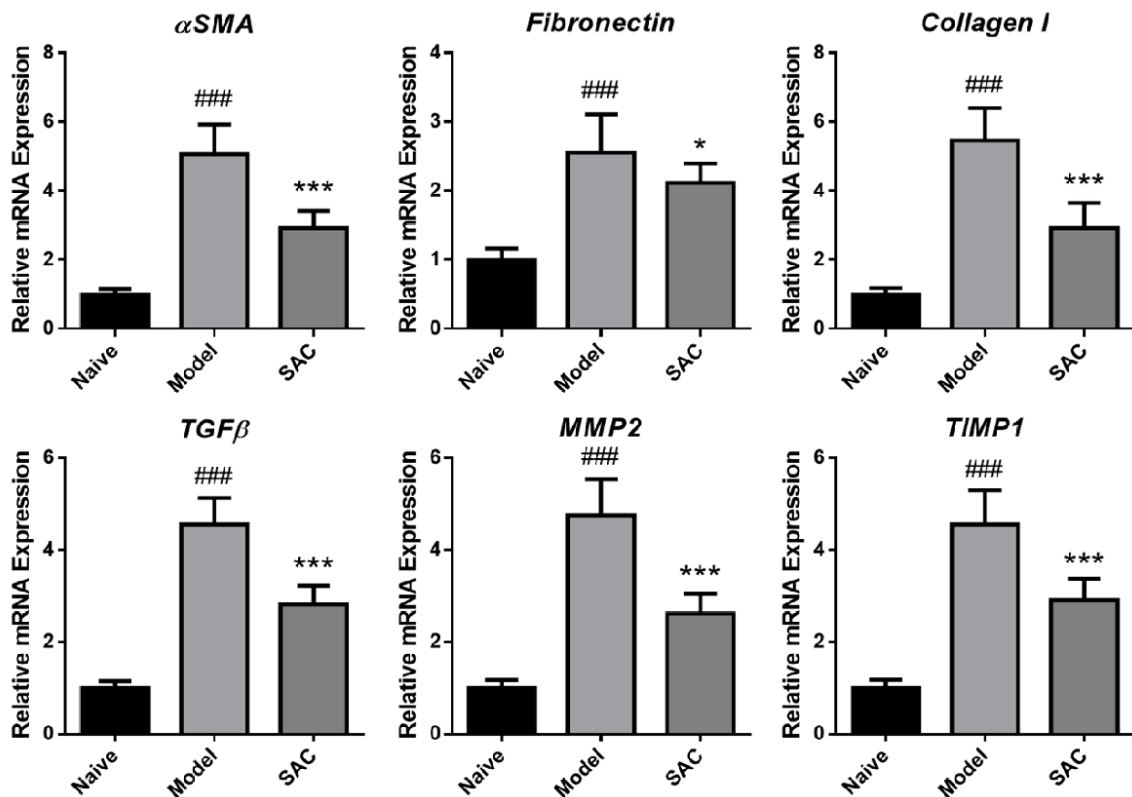 αSMA
Relative mRNA Expression
8
6
4
2
0
###
***
Naive
Model
SAC
Fibronectin
Relative mRNA Expression
4
3
2
1
0
###
*
Naive
Model
SAC
Collagen I
Relative mRNA Expression
8
6
4
2
0
###
***
Naive
Model
SAC
TGFβ
Relative mRNA Expression
6
4
2
0
###
***
Naive
Model
SAC
MMP2
Relative mRNA Expression
6
4
2
0
###
***
Naive
Model
SAC
TIMP1
Relative mRNA Expression
6
4
2
0
###
***
Naive
Model
SAC